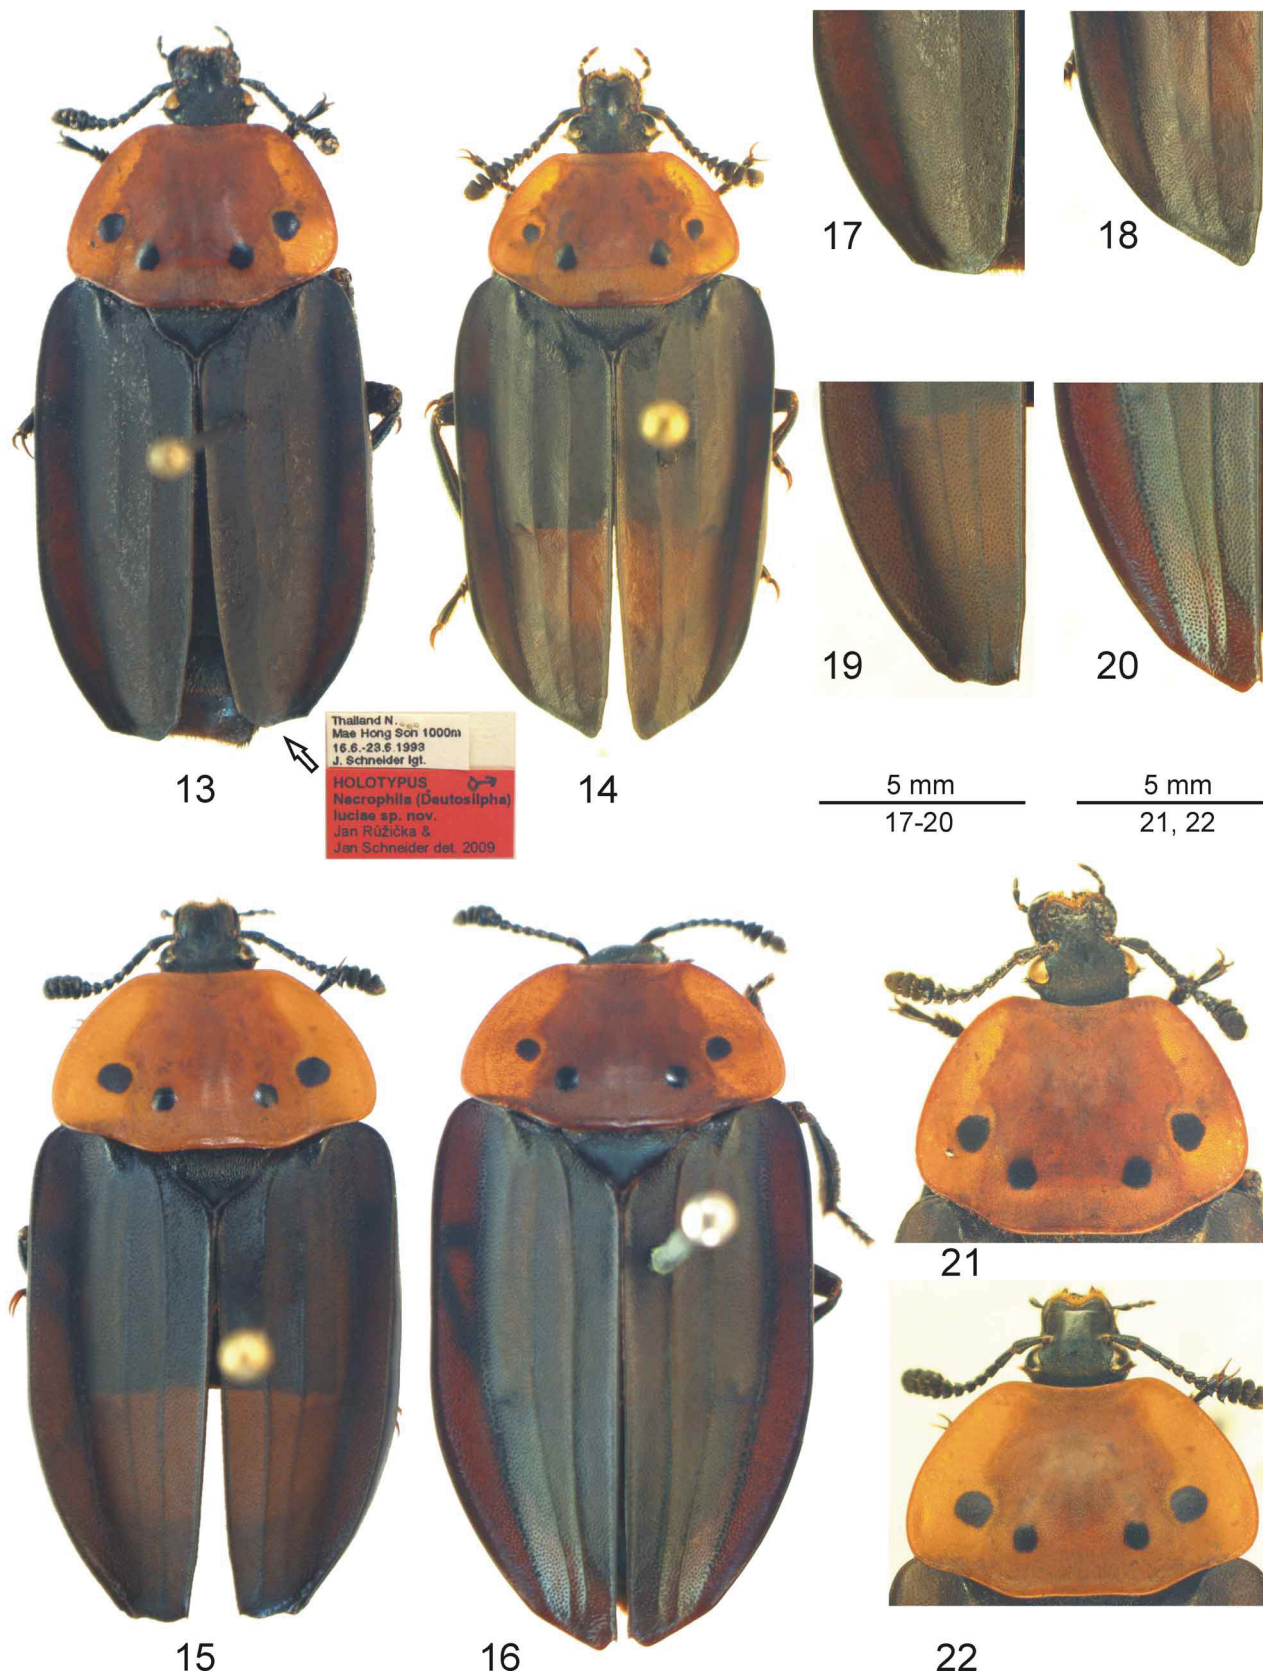 17
18
19
20
13
14
Thailand N.
Mae Hong Son 1000m
16.6.-23.6.1993
J. Schneider lgt.
HOLOTYPUS
Necrophila (Deutosilpha)
luciae sp. nov.
Jan Růžička &
Jan Schneider det. 2009
5 mm
17-20
5 mm
21, 22
21
15
16
22